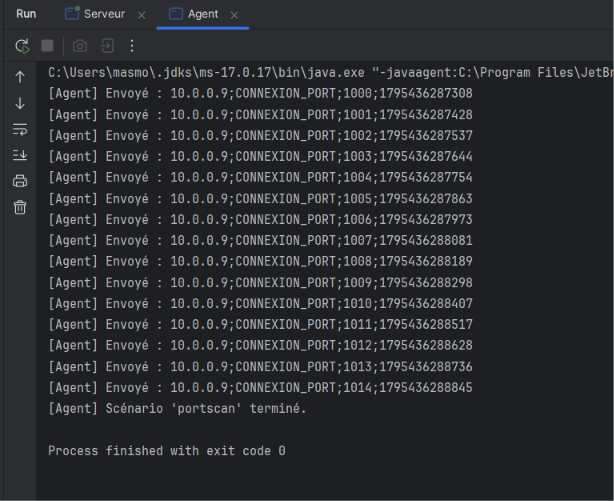 Run Serveur Agent
C:\Users\masmo\.jdks\ms-17.0.17\bin\java.exe "-javaagent:C:\Program Files\JetBr
[Agent] Envoyé : 10.0.0.9;CONNEXION_PORT;1000;1795436287308
[Agent] Envoyé : 10.0.0.9;CONNEXION_PORT;1001;1795436287428
[Agent] Envoyé : 10.0.0.9;CONNEXION_PORT;1002;1795436287537
[Agent] Envoyé : 10.0.0.9;CONNEXION_PORT;1003;1795436287644
[Agent] Envoyé : 10.0.0.9;CONNEXION_PORT;1004;1795436287754
[Agent] Envoyé : 10.0.0.9;CONNEXION_PORT;1005;1795436287863
[Agent] Envoyé : 10.0.0.9;CONNEXION_PORT;1006;1795436287973
[Agent] Envoyé : 10.0.0.9;CONNEXION_PORT;1007;1795436288081
[Agent] Envoyé : 10.0.0.9;CONNEXION_PORT;1008;1795436288189
[Agent] Envoyé : 10.0.0.9;CONNEXION_PORT;1009;1795436288298
[Agent] Envoyé : 10.0.0.9;CONNEXION_PORT;1010;1795436288407
[Agent] Envoyé : 10.0.0.9;CONNEXION_PORT;1011;1795436288517
[Agent] Envoyé : 10.0.0.9;CONNEXION_PORT;1012;1795436288628
[Agent] Envoyé : 10.0.0.9;CONNEXION_PORT;1013;1795436288736
[Agent] Envoyé : 10.0.0.9;CONNEXION_PORT;1014;1795436288845
[Agent] Scénario 'portscan' terminé.
Process finished with exit code 0